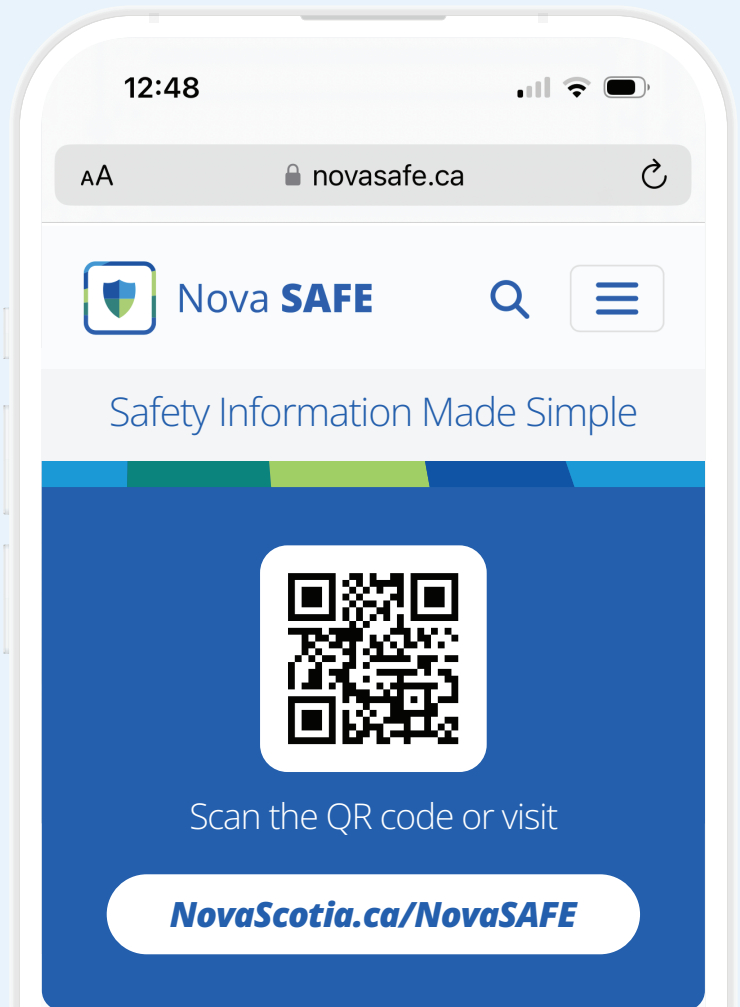 12:48
AA novasafe.ca
Nova SAFE
Safety Information Made Simple
Scan the QR code or visit
NovaScotia.ca/NovaSAFE